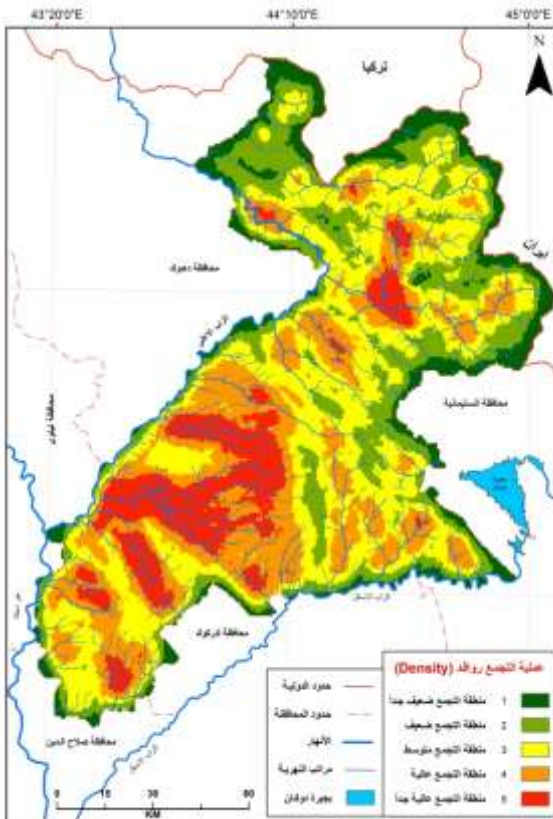 43°20'0"E
44°10'0"E
45°0'0"E
N
تركيا
ايران
محافظة دهوك
محافظة نينوى
محافظة السليمانية
محافظة كركوك
محافظة صلاح الدين
عملية التجمع روافد (Density)
1 منطقة التجمع ضعيف جدا
2 منطقة التجمع ضعيف
3 منطقة التجمع متوسط
4 منطقة التجمع عالية
5 منطقة التجمع عالية جدا
حدود الدولية
حدود المحافظة
الأنهار
مراتب النهرية
بحيرة دوكان
0
30
60
KM